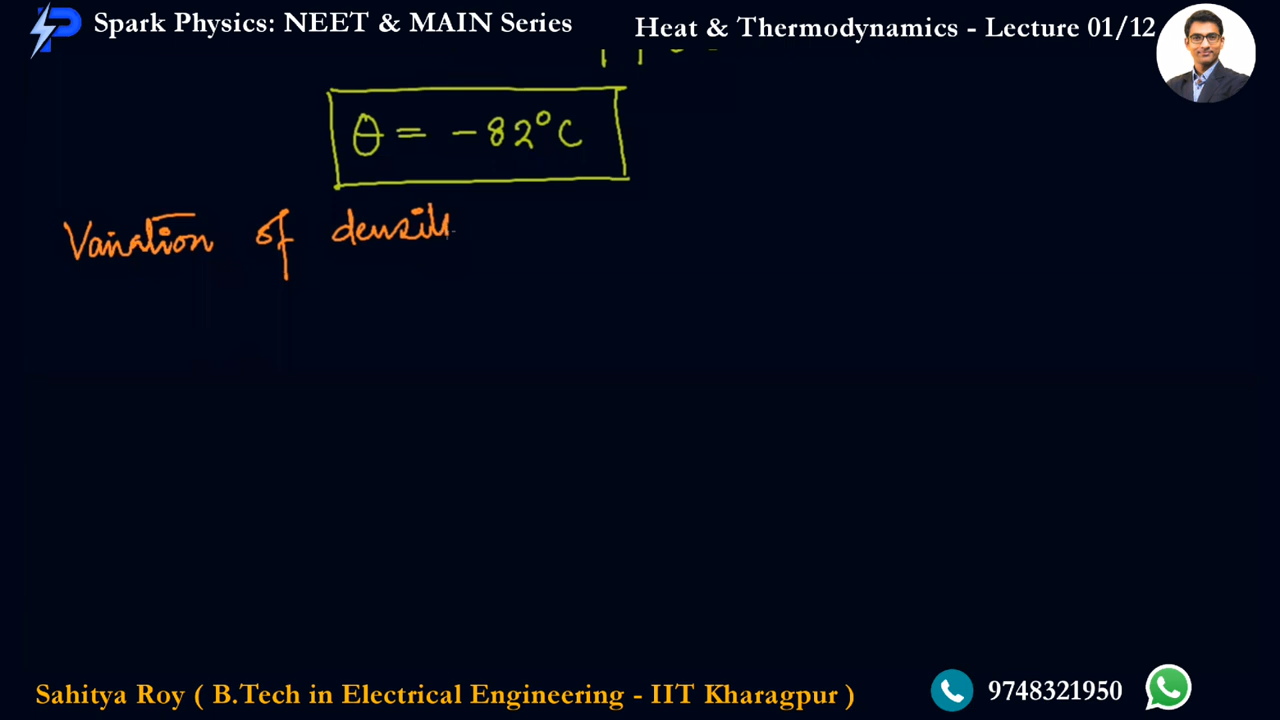 Spark Physics: NEET & MAIN Series
Heat & Thermodynamics - Lecture 01/12
θ = -82°C
Variation of densit
Sahitya Roy ( B.Tech in Electrical Engineering - IIT Kharagpur )
9748321950